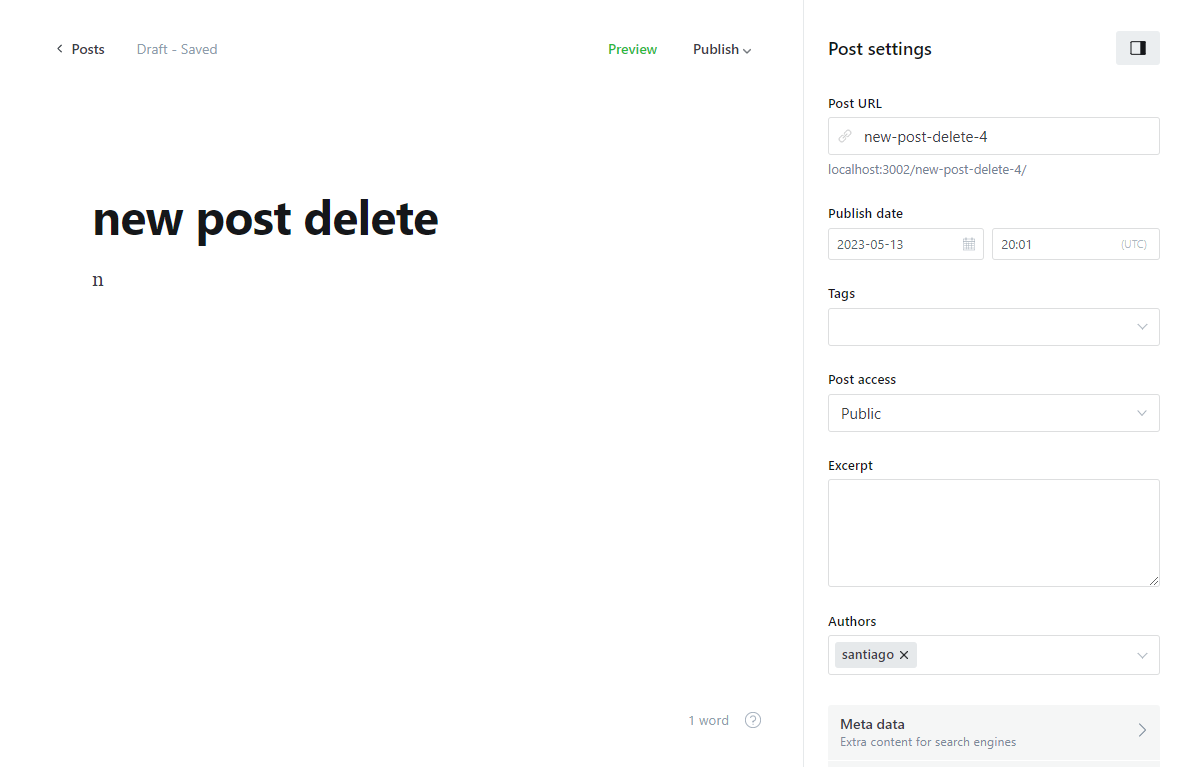 Posts
Draft - Saved
Preview
Publish
new post delete
n
1 word
?
Post settings
Post URL
new-post-delete-4
localhost:3002/new-post-delete-4/
Publish date
2023-05-13
20:01 (UTC)
Tags
Post access
Public
Excerpt
Authors
santiago ×
Meta data
Extra content for search engines